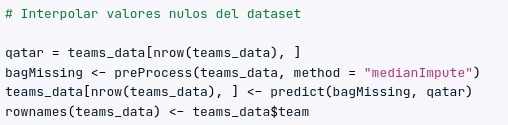 # Interpolar valores nulos del dataset
qatar = teams_data[nrow(teams_data), ]
bagMissing <- preProcess(teams_data, method = "medianImpute")
teams_data[nrow(teams_data), ] <- predict(bagMissing, qatar)
rownames(teams_data) <- teams_data$team